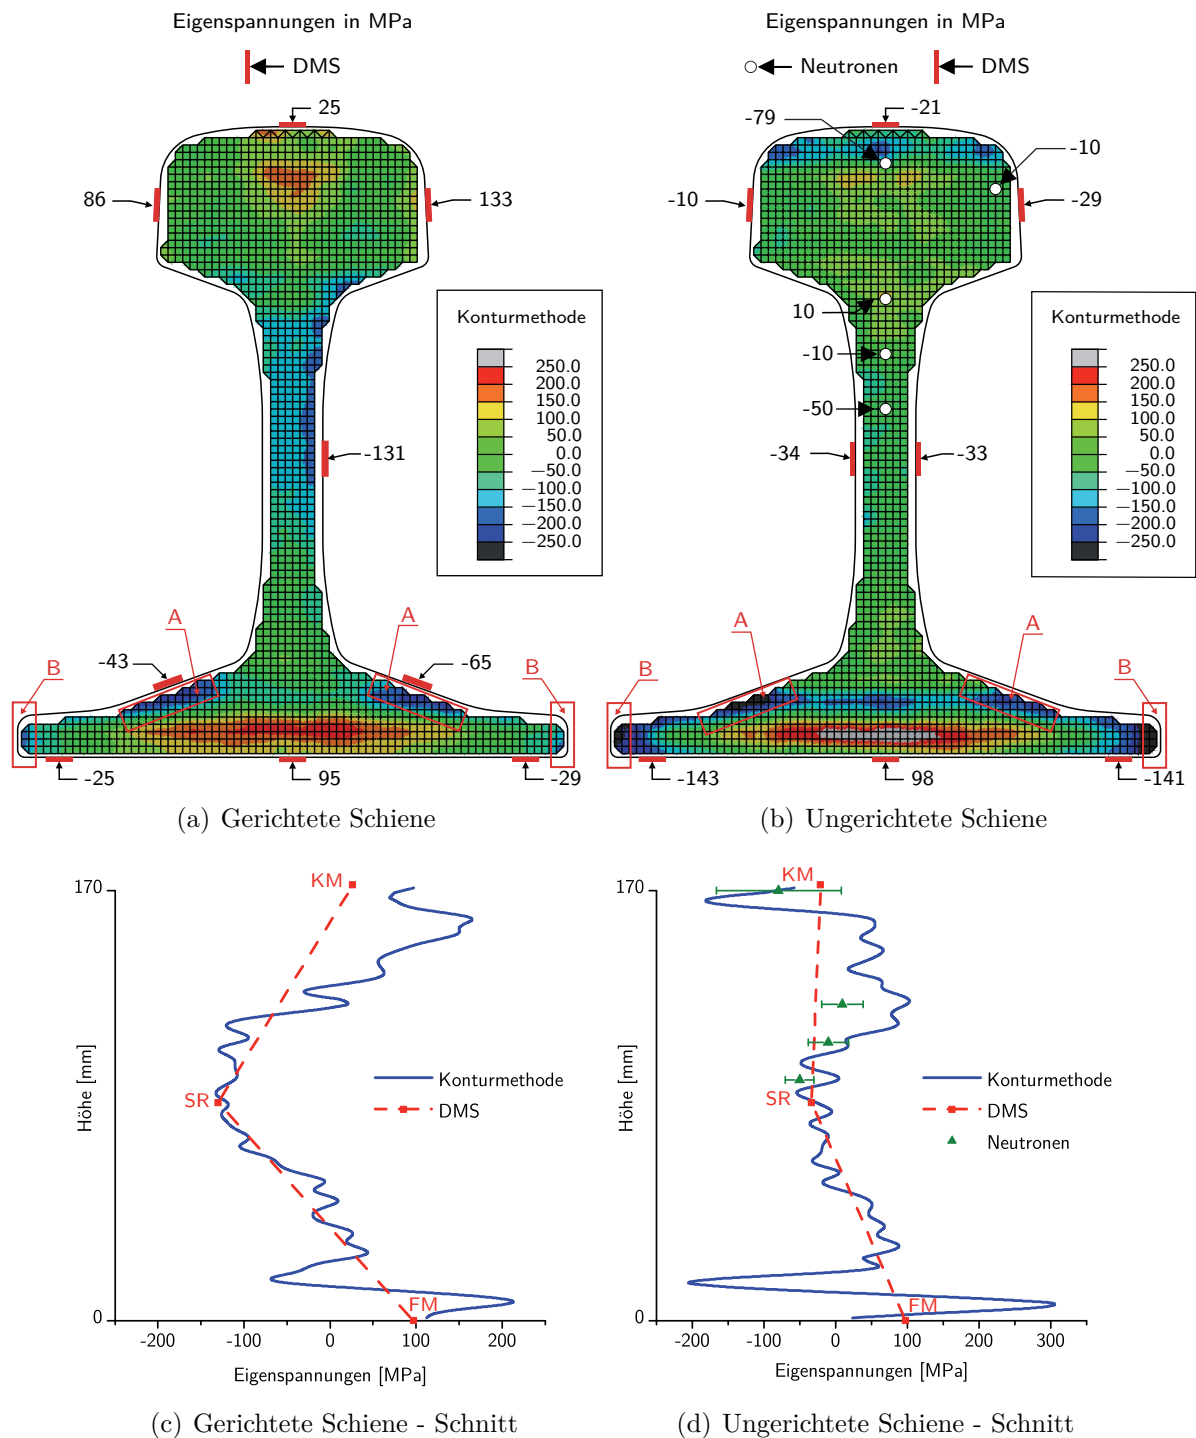 Eigenspannungen in MPa
DMS
25
86
133
-131
Konturmethode
250.0
200.0
150.0
100.0
50.0
0.0
−50.0
−100.0
−150.0
−200.0
−250.0
A
A
B
B
-43
-65
-25
95
-29
(a) Gerichtete Schiene
Eigenspannungen in MPa
Neutronen
DMS
-21
-79
-10
-10
-29
10
-10
-50
-34
-33
Konturmethode
250.0
200.0
150.0
100.0
50.0
0.0
−50.0
−100.0
−150.0
−200.0
−250.0
A
A
B
B
-143
98
-141
(b) Ungerichtete Schiene
170
KM
Höhe [mm]
SR
Konturmethode
DMS
FM
0
-200 -100 0 100 200
Eigenspannungen [MPa]
(c) Gerichtete Schiene - Schnitt
170
KM
Höhe [mm]
SR
Konturmethode
DMS
Neutronen
FM
0
-200 -100 0 100 200 300
Eigenspannungen [MPa]
(d) Ungerichtete Schiene - Schnitt